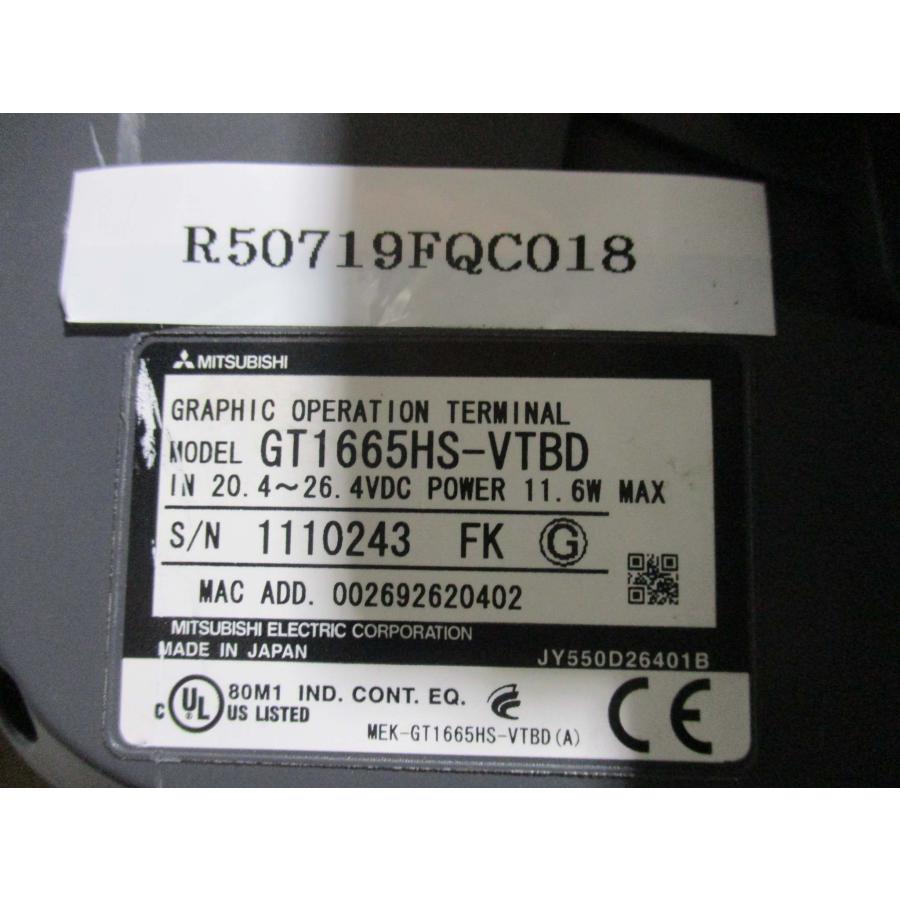 R50719FQC018
MITSUBISHI
GRAPHIC OPERATION TERMINAL
MODEL GT1665HS-VTBD
IN 20.4~26.4VDC POWER 11.6W MAX
S/N 1110243 FK G
MAC ADD. 002692620402
MITSUBISHI ELECTRIC CORPORATION
MADE IN JAPAN JY550D26401B
C UL ® US LISTED 80M1 IND. CONT. EQ.
MEK-GT1665HS-VTBD(A)
CE